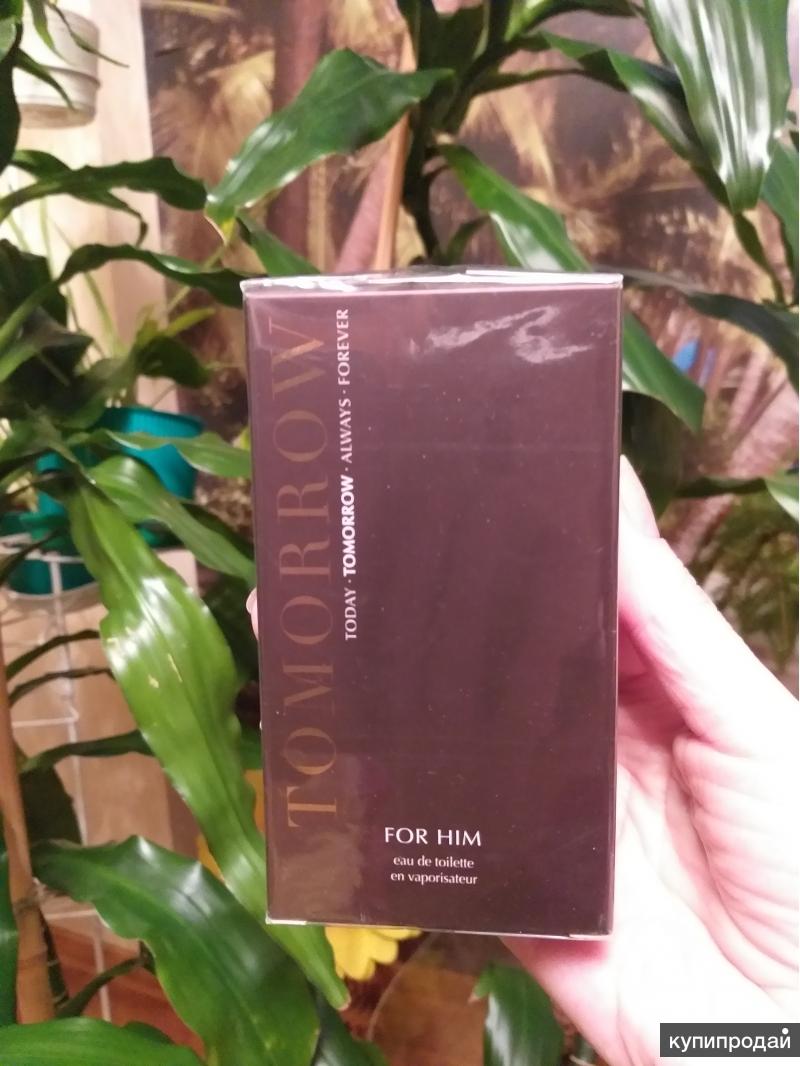 TOMORROW
TODAY · TOMORROW · ALWAYS · FOREVER
FOR HIM
eau de toilette
en vaporisateur
купипродай